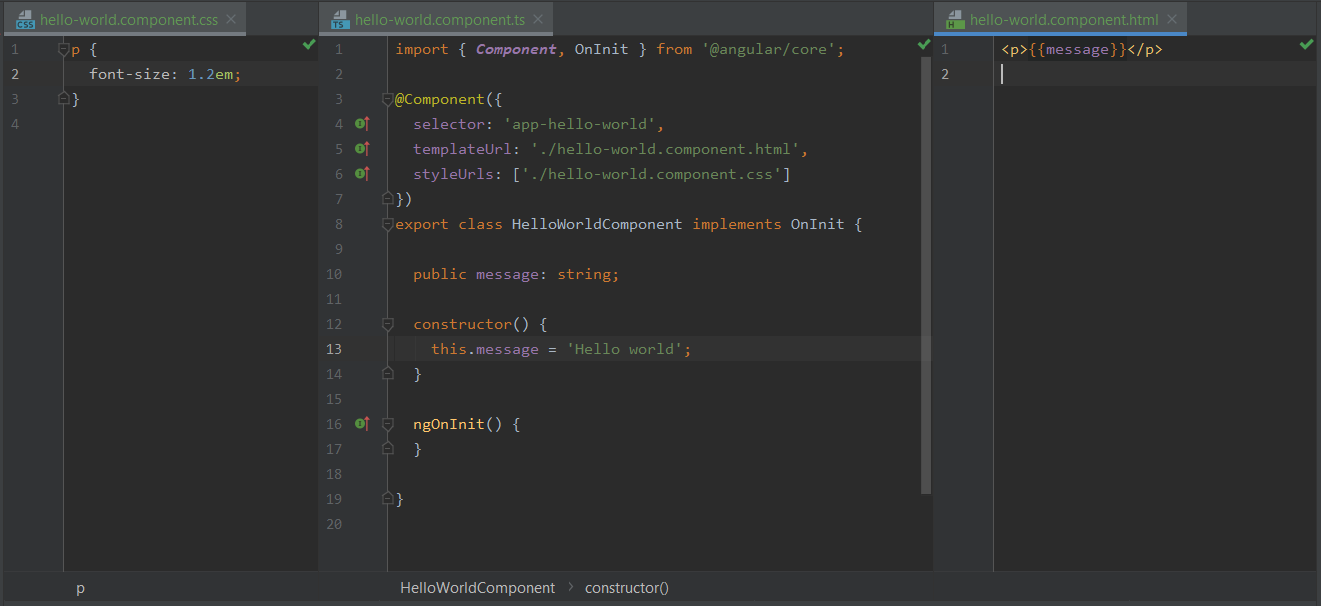 hello-world.component.css
1 p {
2 font-size: 1.2em;
3 }
4
hello-world.component.ts
1 import { Component, OnInit } from '@angular/core';
2
3 @Component({
4 selector: 'app-hello-world',
5 templateUrl: './hello-world.component.html',
6 styleUrls: ['./hello-world.component.css']
7 })
8 export class HelloWorldComponent implements OnInit {
9
10 public message: string;
11
12 constructor() {
13 this.message = 'Hello world';
14 }
15
16 ngOnInit() {
17 }
18
19 }
20
hello-world.component.html
1 <p>{{message}}</p>
2
p
HelloWorldComponent > constructor()